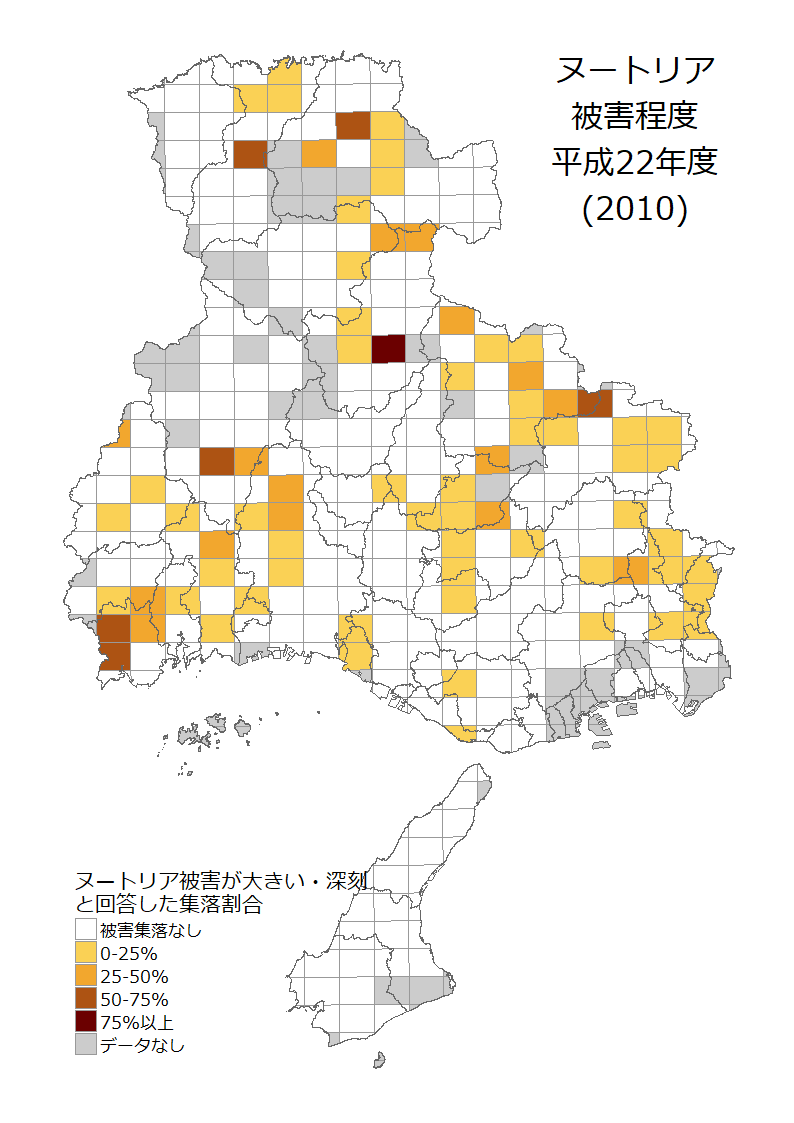 ヌートリア
被害程度
平成22年度
(2010)
ヌートリア被害が大きい・深刻
と回答した集落割合
被害集落なし
0-25%
25-50%
50-75%
75%以上
データなし